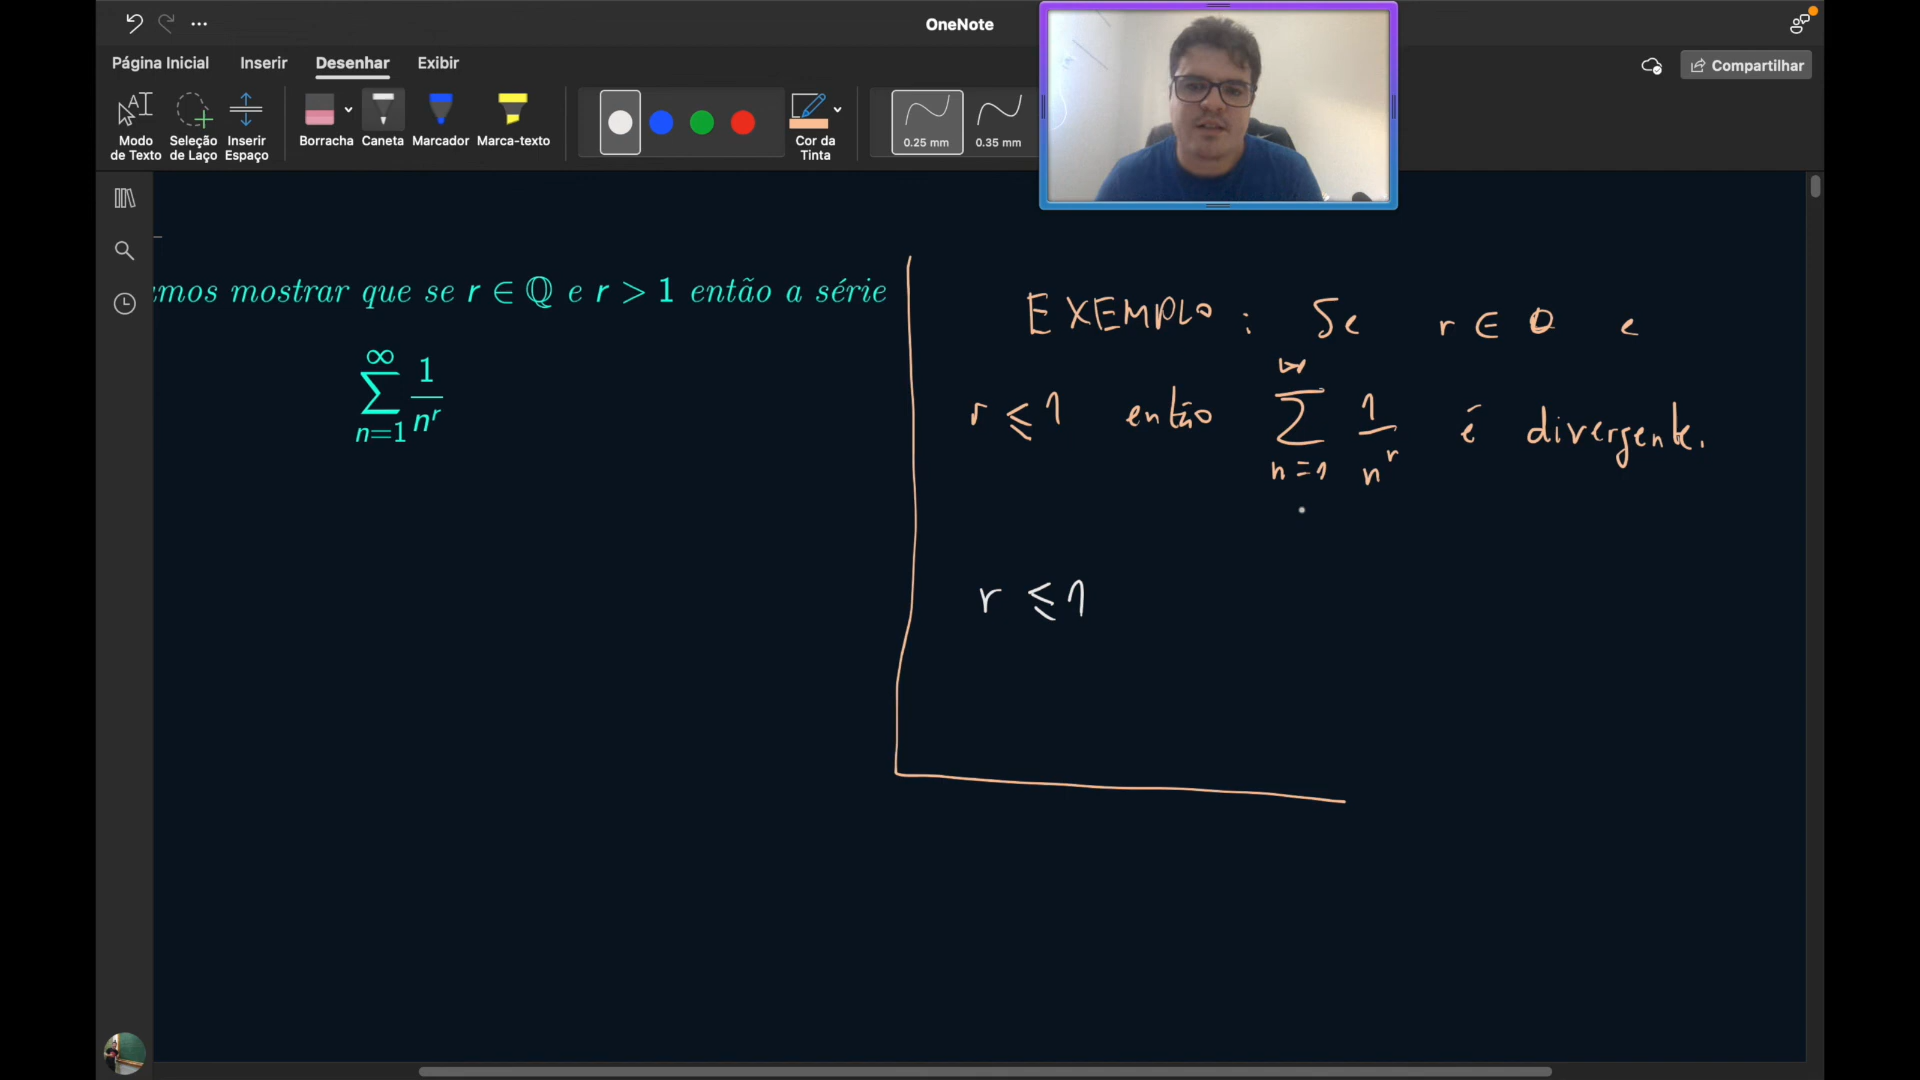 OneNote
Página Inicial Inserir Desenhar Exibir
Compartilhar
Modo de Texto
Seleção de Laço
Inserir Espaço
Borracha
Caneta
Marcador
Marca-texto
Cor da Tinta
0.25 mm
0.35 mm
mos mostrar que se r ∈ ℚ e r > 1 então a série
∞
∑ 1/nʳ
n=1
EXEMPLO : Se r ∈ Q e
r ⩽ 1 então ∞∑n=1 1/nʳ é divergente.
r ⩽ 1